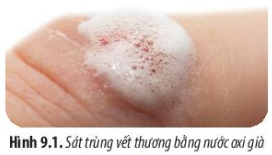 Hình 9.1. Sát trùng vết thương bằng nước oxi già